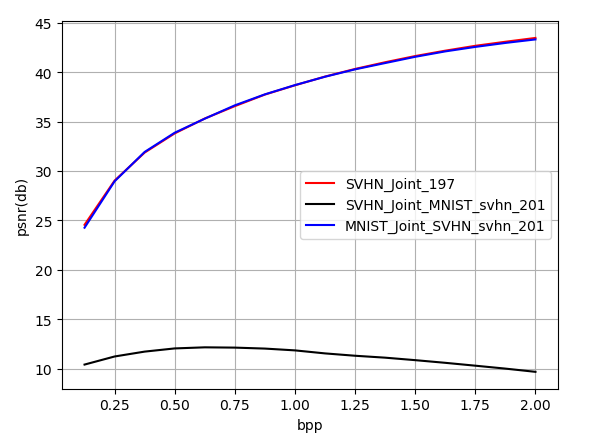 45
40
35
30
25
20
15
10
psnr(db)
SVHN_Joint_197
SVHN_Joint_MNIST_svhn_201
MNIST_Joint_SVHN_svhn_201
0.25 0.50 0.75 1.00 1.25 1.50 1.75 2.00
bpp